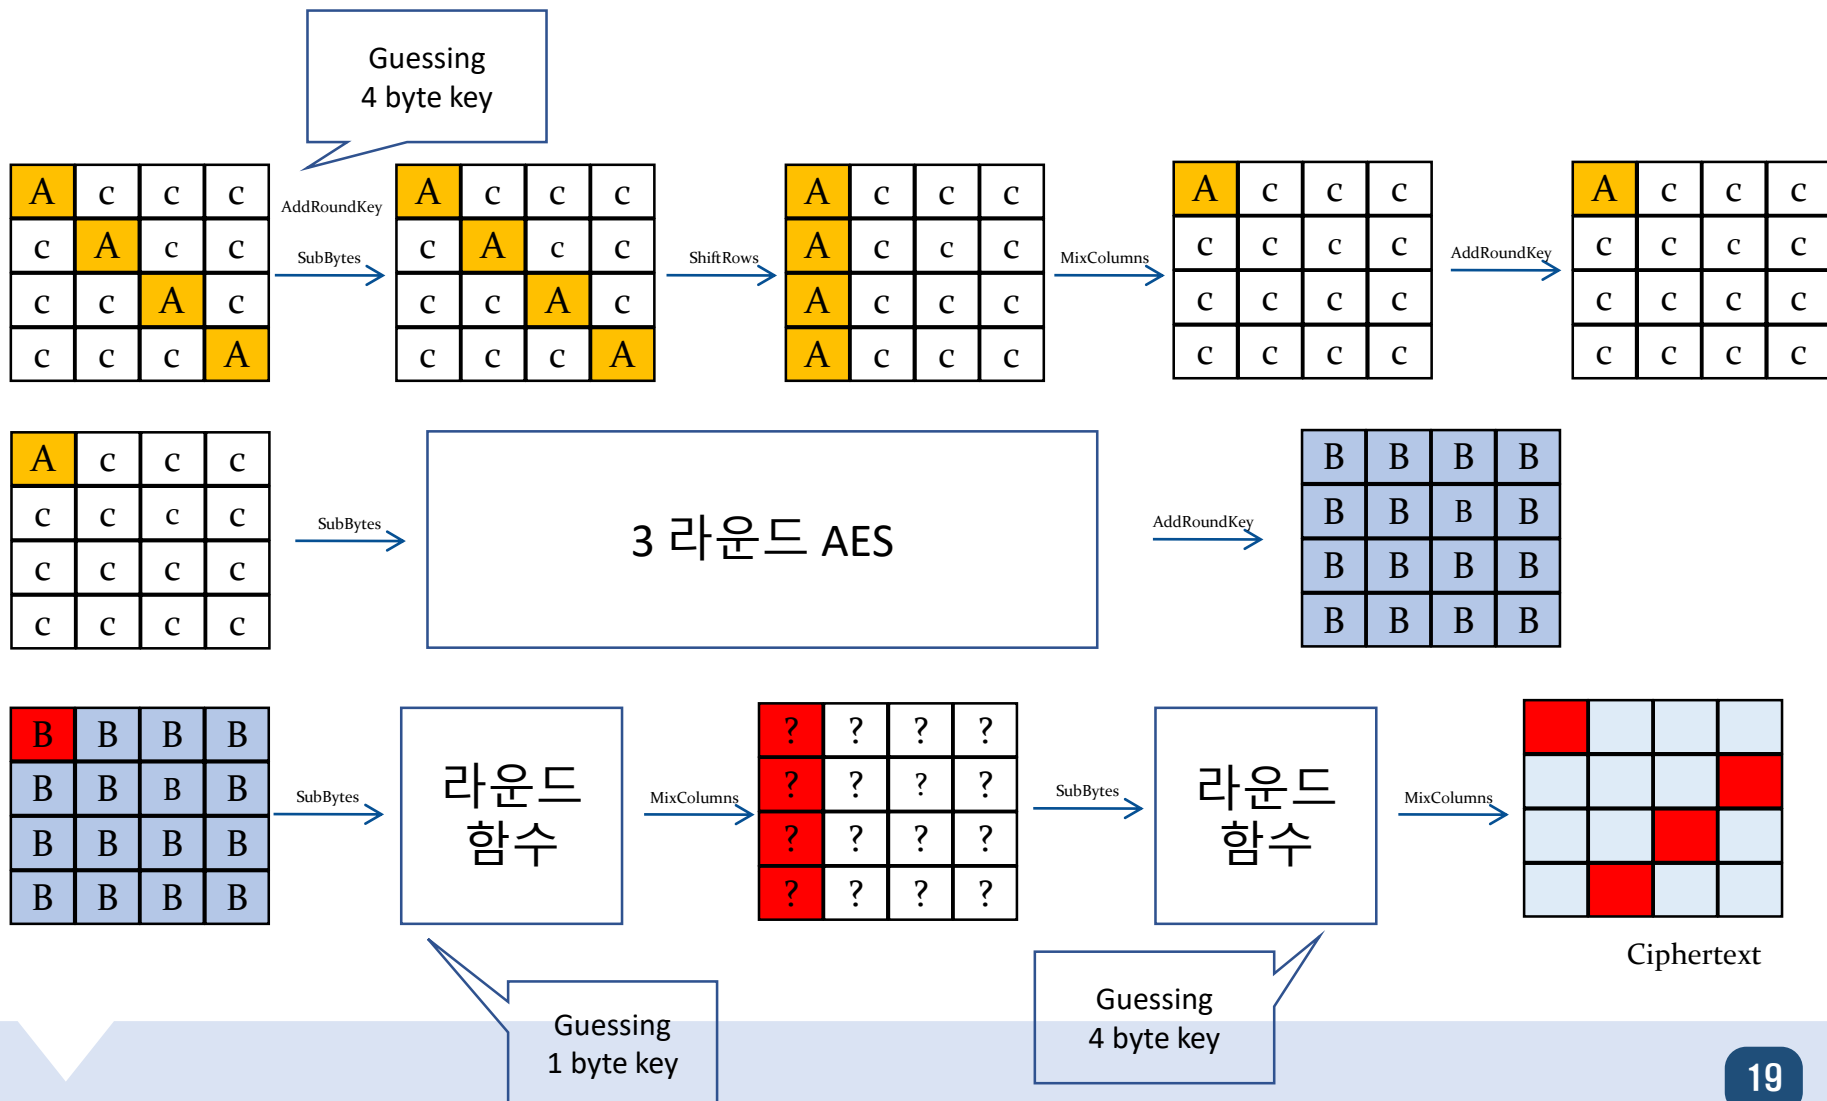 Guessing
4 byte key
A c c c
c A c c
c c A c
c c c A
AddRoundKey
SubBytes
A c c c
c A c c
c c A c
c c c A
ShiftRows
A c c c
A c c c
A c c c
A c c c
MixColumns
A c c c
c c c c
c c c c
c c c c
AddRoundKey
A c c c
c c c c
c c c c
c c c c
A c c c
c c c c
c c c c
c c c c
SubBytes
3 라운드 AES
AddRoundKey
B B B B
B B B B
B B B B
B B B B
B B B B
B B B B
B B B B
B B B B
SubBytes
라운드
함수
MixColumns
? ? ? ?
? ? ? ?
? ? ? ?
? ? ? ?
SubBytes
라운드
함수
MixColumns
Ciphertext
Guessing
1 byte key
Guessing
4 byte key
19